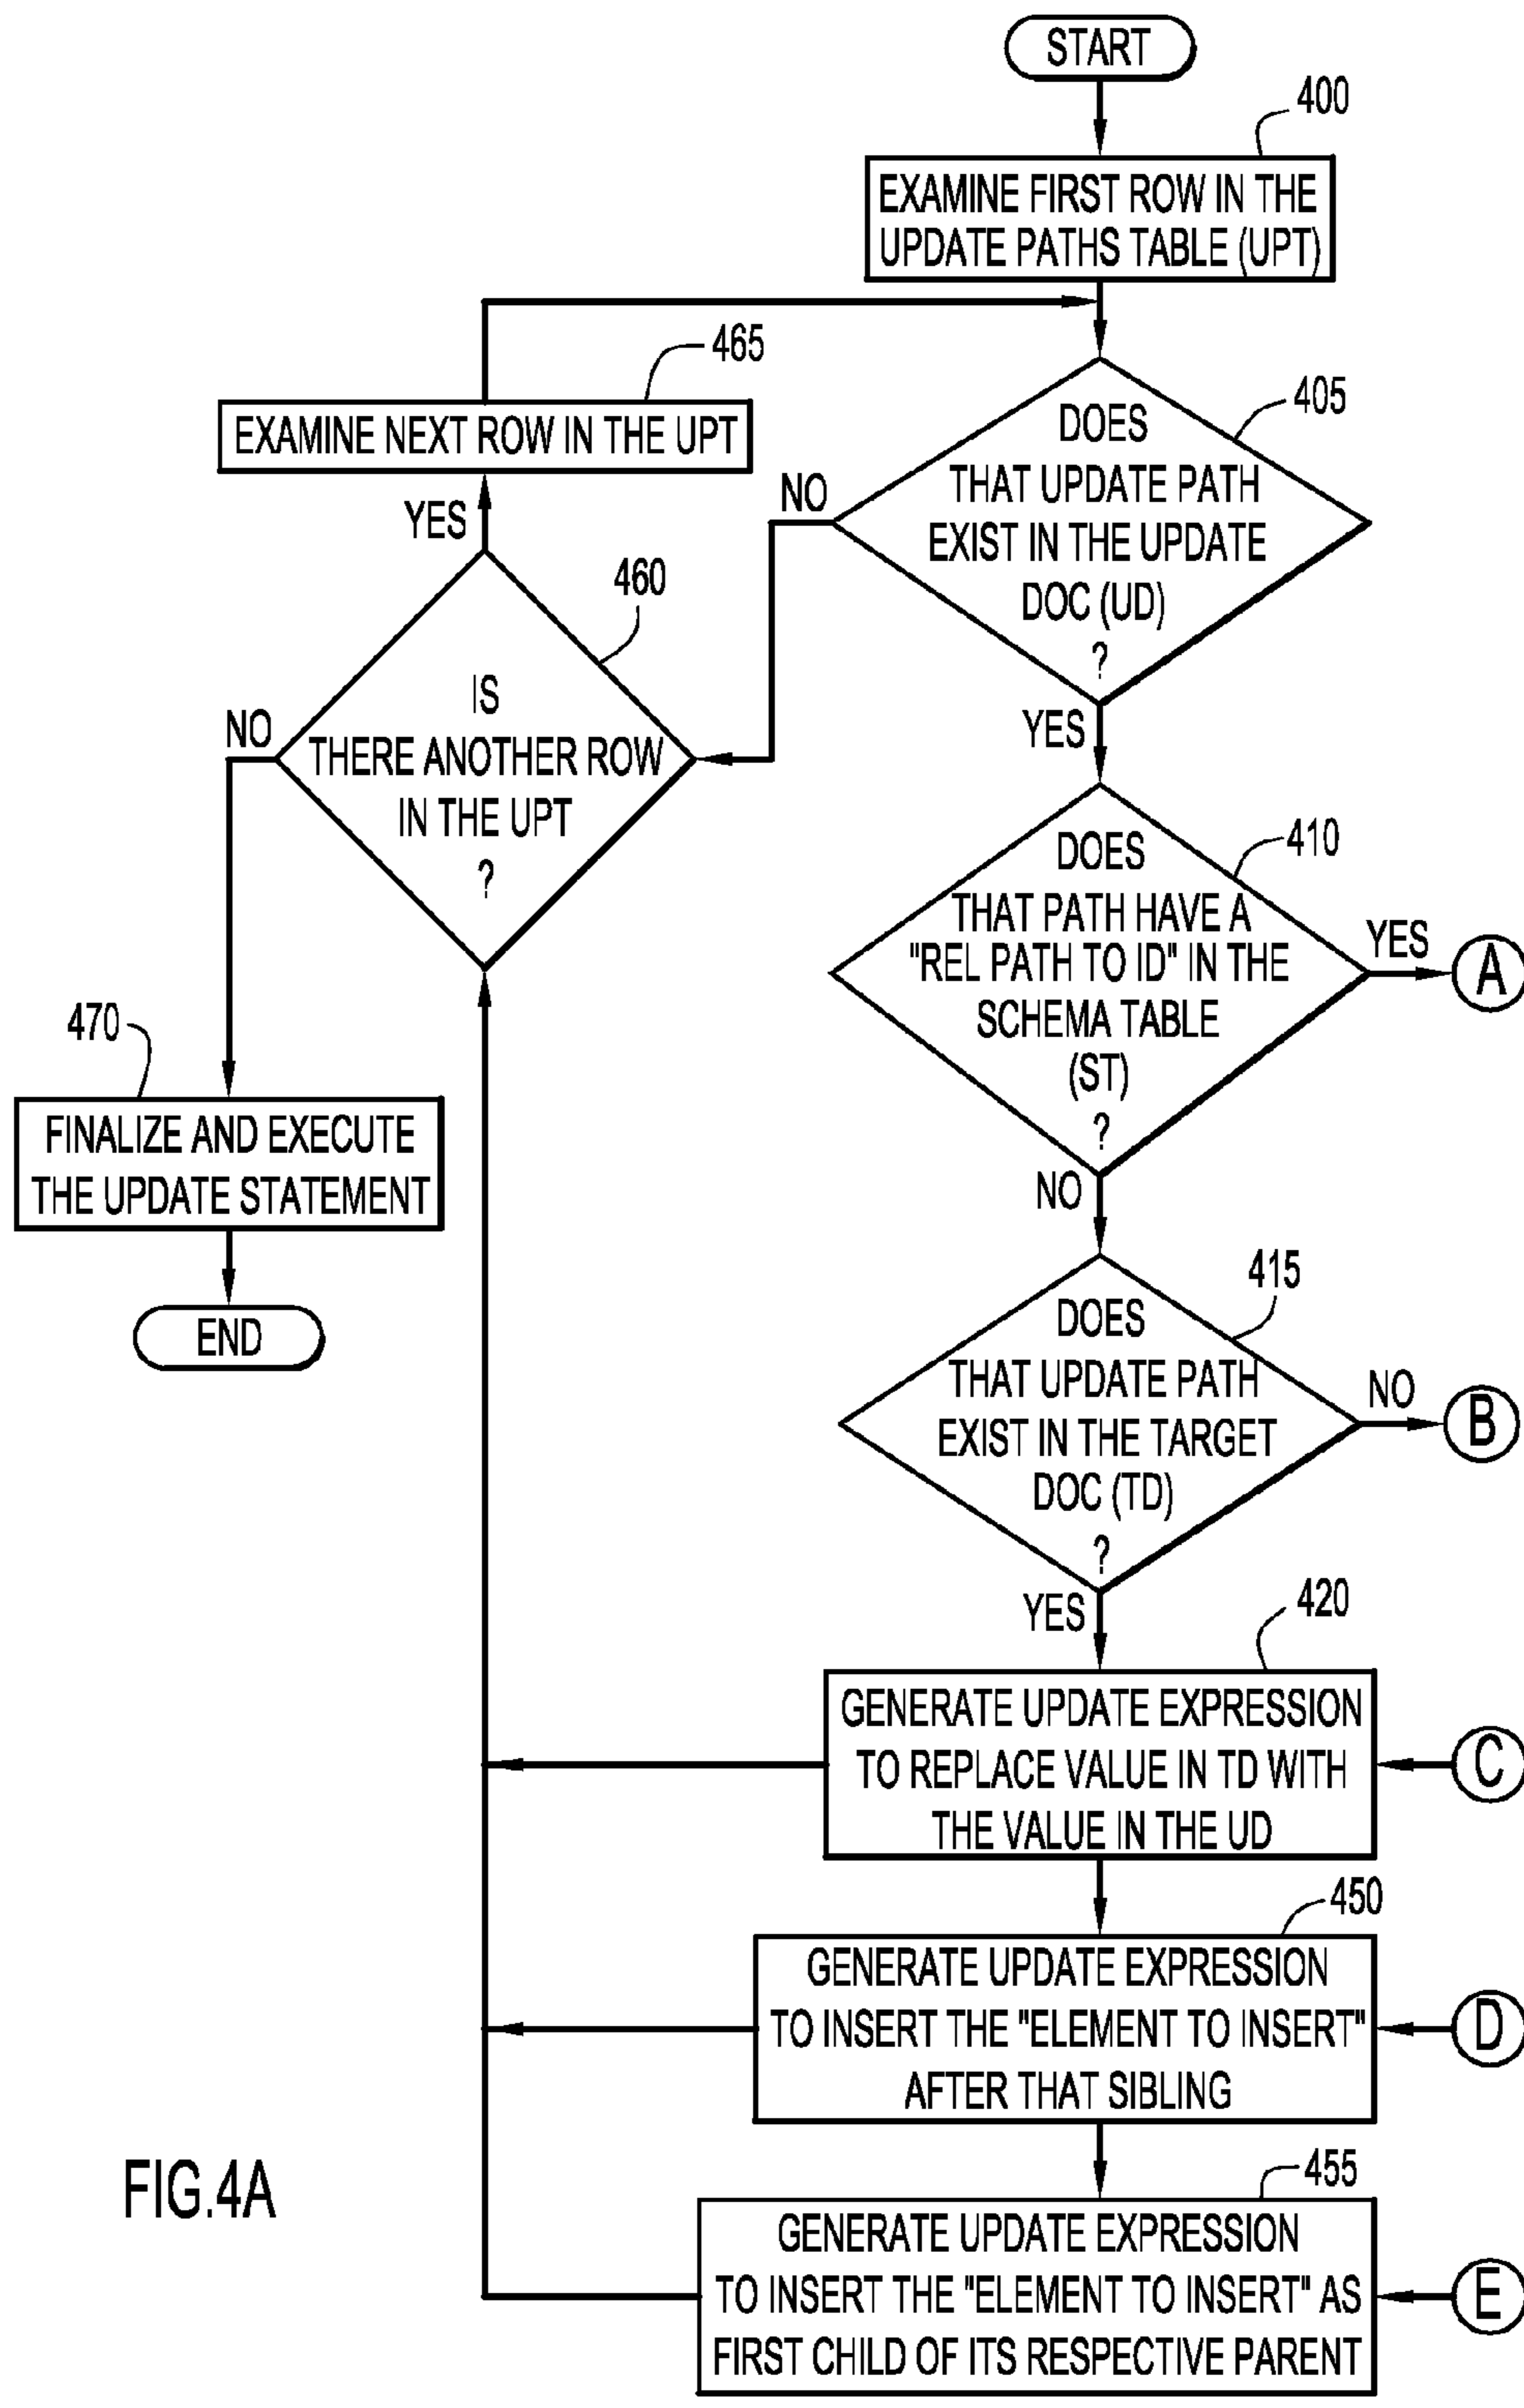 START
400
EXAMINE FIRST ROW IN THE
UPDATE PATHS TABLE (UPT)
465
EXAMINE NEXT ROW IN THE UPT
405
DOES
THAT UPDATE PATH
EXIST IN THE UPDATE
DOC (UD)
?
NO
YES
YES
460
IS
THERE ANOTHER ROW
IN THE UPT
?
NO
410
DOES
THAT PATH HAVE A
"REL PATH TO ID" IN THE
SCHEMA TABLE
(ST)
?
YES
A
NO
470
FINALIZE AND EXECUTE
THE UPDATE STATEMENT
END
415
DOES
THAT UPDATE PATH
EXIST IN THE TARGET
DOC (TD)
?
NO
B
YES
420
GENERATE UPDATE EXPRESSION
TO REPLACE VALUE IN TD WITH
THE VALUE IN THE UD
C
450
GENERATE UPDATE EXPRESSION
TO INSERT THE "ELEMENT TO INSERT"
AFTER THAT SIBLING
D
455
GENERATE UPDATE EXPRESSION
TO INSERT THE "ELEMENT TO INSERT" AS
FIRST CHILD OF ITS RESPECTIVE PARENT
E
FIG.4A